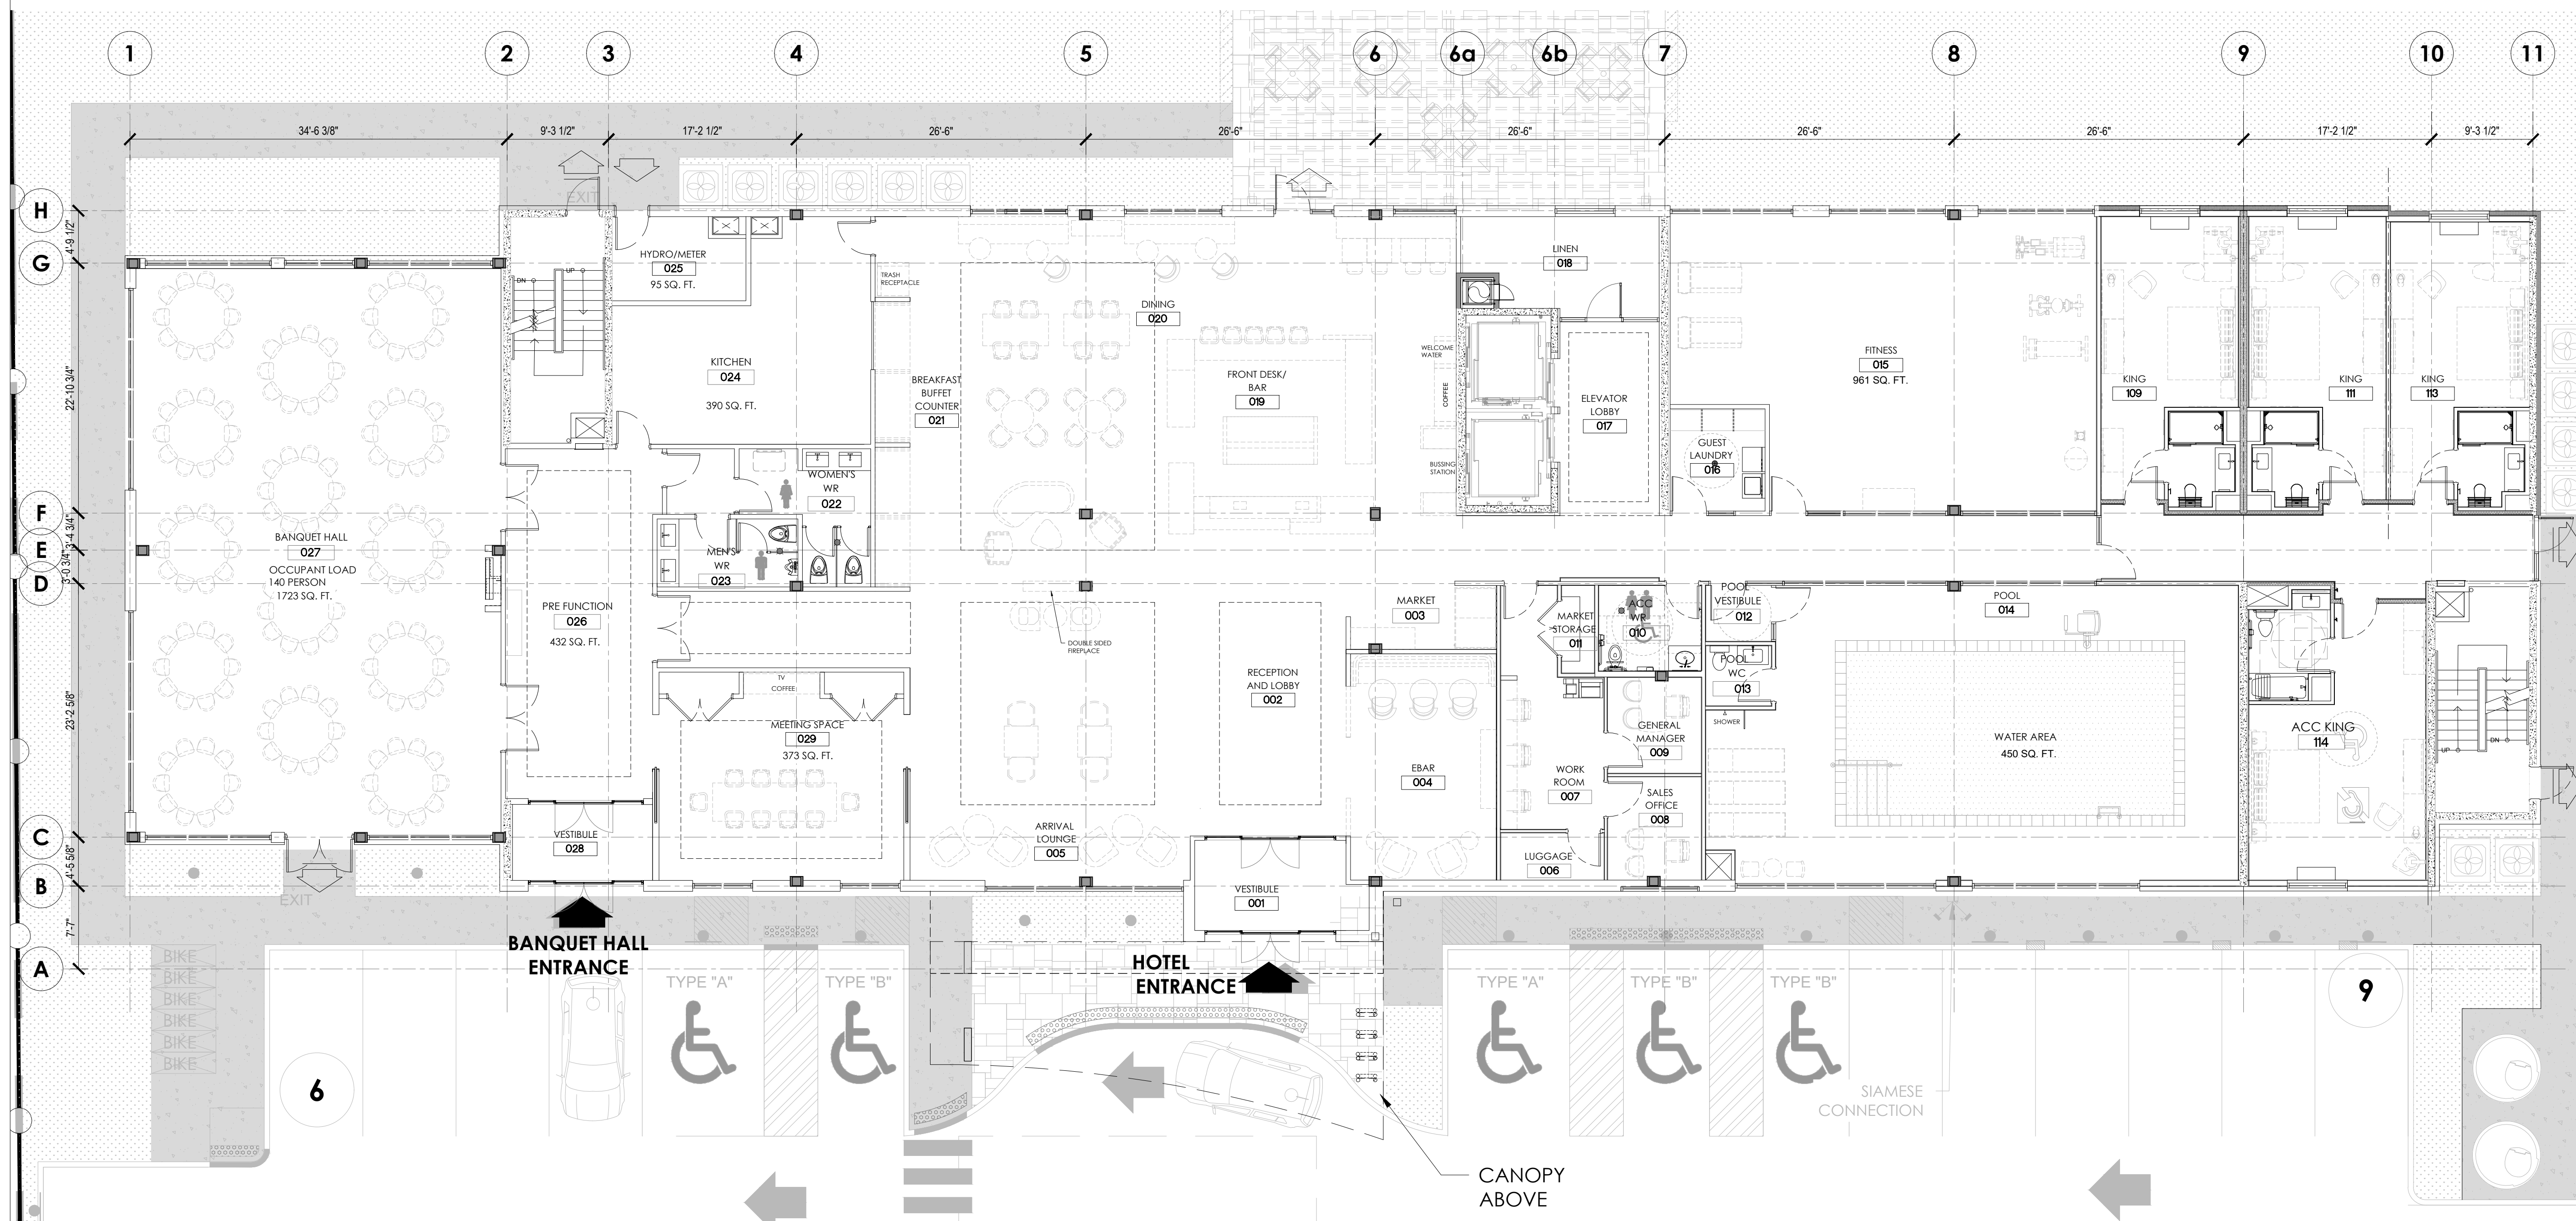 1
2
3
4
5
6
6a
6b
7
8
9
10
11
34'-6 3/8"
9'-3 1/2"
17'-2 1/2"
26'-6"
26'-6"
26'-6"
26'-6"
26'-6"
17'-2 1/2"
9'-3 1/2"
H
G
F
E
D
C
B
A
4'-9 1/2"
22'-10 3/4"
3'-4 3/4"
3'-0 3/4"
23'-2 5/8"
4'-5 5/8"
7'-7"
EXIT
UP
DN
HYDRO/METER
025
95 SQ. FT.
TRASH
RECEPTACLE
KITCHEN
024
390 SQ. FT.
BREAKFAST
BUFFET
COUNTER
021
DINING
020
FRONT DESK/
BAR
019
WELCOME
WATER
COFFEE
BUSSING
STATION
LINEN
018
ELEVATOR
LOBBY
017
GUEST
LAUNDRY
016
FITNESS
015
961 SQ. FT.
KING
109
KING
111
KING
113
BANQUET HALL
027
OCCUPANT LOAD
140 PERSON
1723 SQ. FT.
WOMEN'S
WR
022
MEN'S
WR
023
PRE FUNCTION
026
432 SQ. FT.
TV
COFFEE
MEETING SPACE
029
373 SQ. FT.
DOUBLE SIDED
FIREPLACE
RECEPTION
AND LOBBY
002
MARKET
003
EBAR
004
ARRIVAL
LOUNGE
005
MARKET
STORAGE
011
ACC
WR
010
POOL
VESTIBULE
012
POOL
WC
013
SHOWER
POOL
014
WATER AREA
450 SQ. FT.
GENERAL
MANAGER
009
WORK
ROOM
007
SALES
OFFICE
008
LUGGAGE
006
ACC KING
114
UP
DN
VESTIBULE
028
VESTIBULE
001
EXIT
BANQUET HALL
ENTRANCE
HOTEL
ENTRANCE
BIKE
BIKE
BIKE
BIKE
BIKE
BIKE
6
TYPE "A"
TYPE "B"
TYPE "A"
TYPE "B"
TYPE "B"
9
SIAMESE
CONNECTION
CANOPY
ABOVE